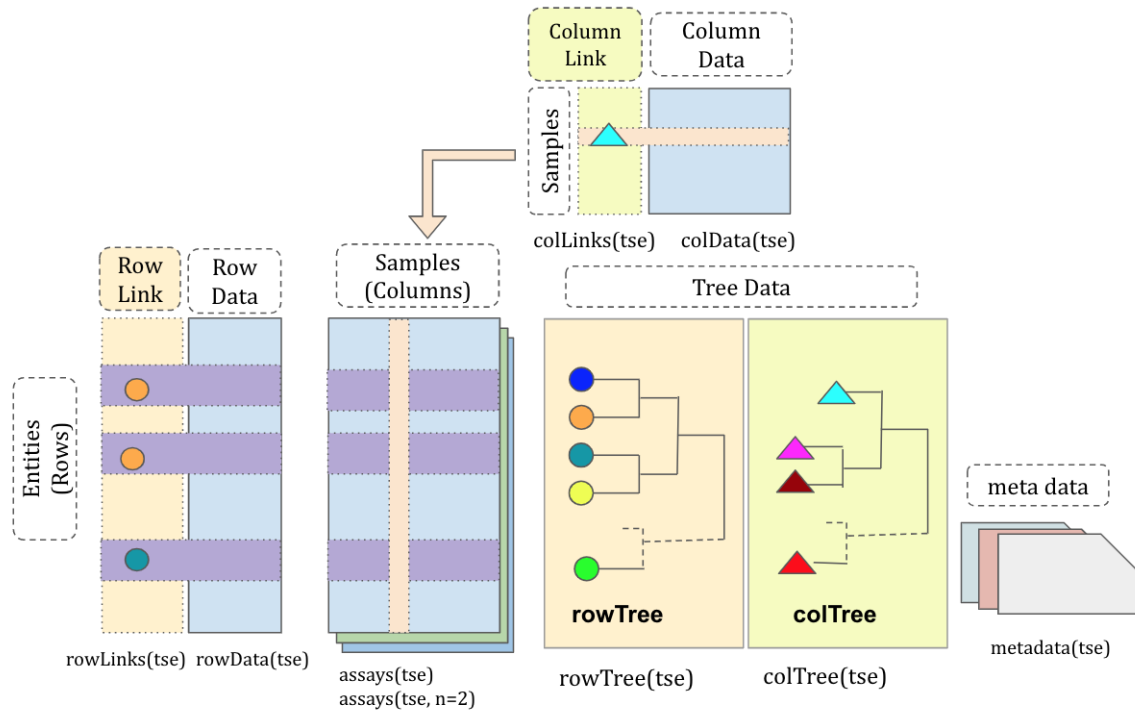 Column
Link
Column
Data
Samples
colLinks(tse)
colData(tse)
Row
Link
Row
Data
Samples
(Columns)
Tree Data
Entities
(Rows)
meta data
rowTree
colTree
rowLinks(tse)
rowData(tse)
assays(tse)
assays(tse, n=2)
rowTree(tse)
colTree(tse)
metadata(tse)